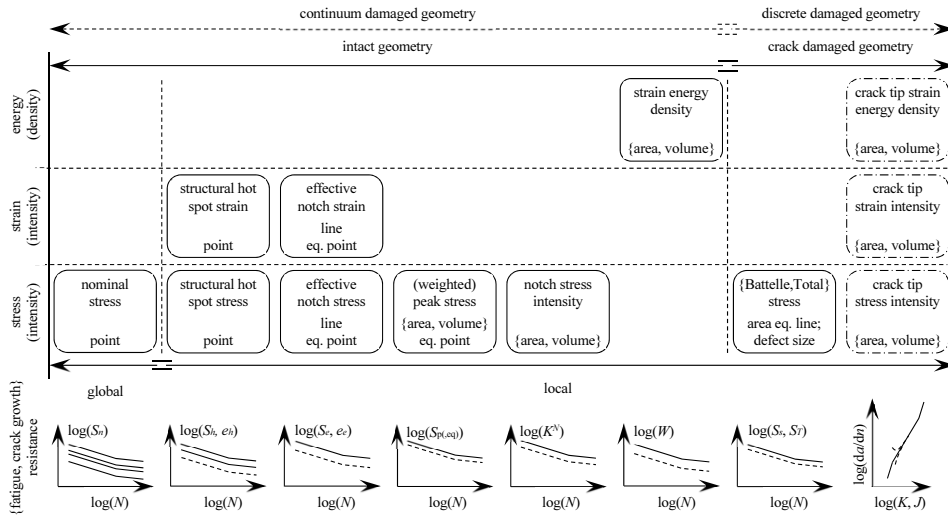 continuum damaged geometry
discrete damaged geometry
intact geometry
crack damaged geometry
energy
(density)
strain energy
density
{area, volume}
crack tip strain
energy density
{area, volume}
strain
(intensity)
structural hot
spot strain
point
effective
notch strain
line
eq. point
crack tip
strain intensity
{area, volume}
stress
(intensity)
nominal
stress
point
structural hot
spot stress
point
effective
notch stress
line
eq. point
(weighted)
peak stress
{area, volume}
eq. point
notch stress
intensity
{area, volume}
{Battelle,Total}
stress
area eq. line;
defect size
crack tip
stress intensity
{area, volume}
global
local
{fatigue, crack growth}
resistance
log(Sn)
log(N)
log(Sh, eh)
log(N)
log(Se, ee)
log(N)
log(Sp(,eq))
log(N)
log(K^N)
log(N)
log(W)
log(N)
log(Ss, ST)
log(N)
log(da/dn)
log(K, J)